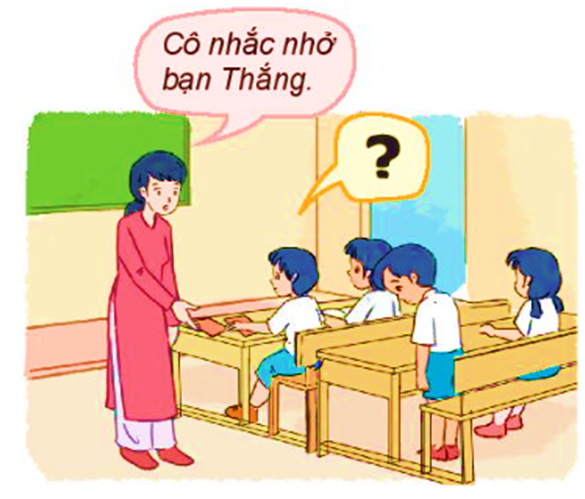 Cô nhắc nhở
bạn Thắng.
?